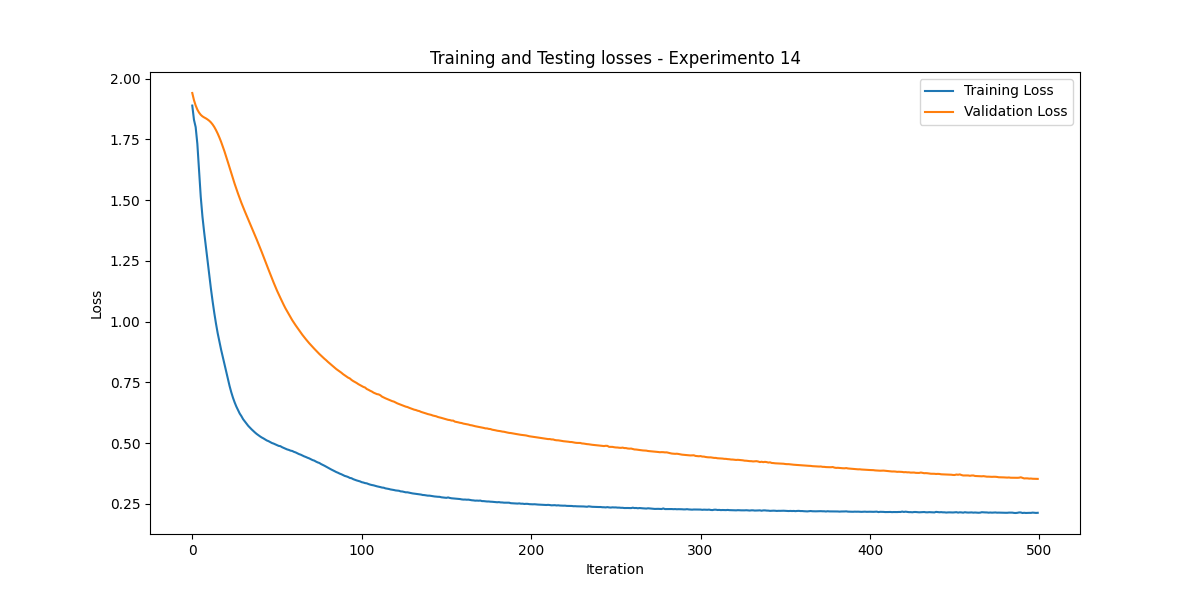 Training and Testing losses - Experimento 14
Training Loss
Validation Loss
2.00
1.75
1.50
1.25
1.00
0.75
0.50
0.25
Loss
0 100 200 300 400 500
Iteration